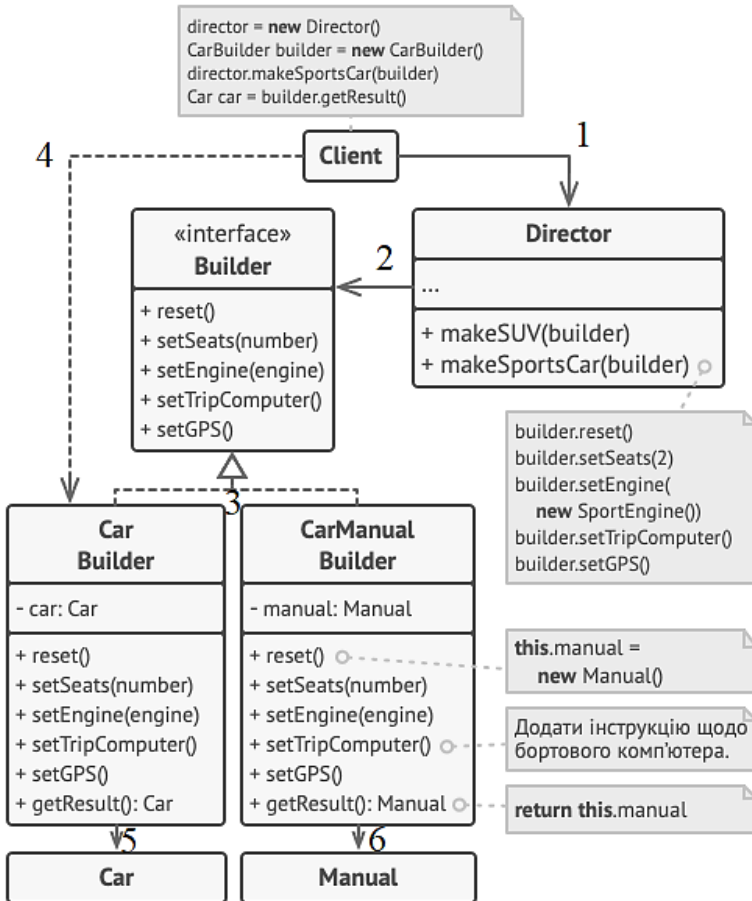 director = new Director()
CarBuilder builder = new CarBuilder()
director.makeSportsCar(builder)
Car car = builder.getResult()
1
4
Client
«interface»
Builder
+ reset()
+ setSeats(number)
+ setEngine(engine)
+ setTripComputer()
+ setGPS()
2
Director
...
+ makeSUV(builder)
+ makeSportsCar(builder)
builder.reset()
builder.setSeats(2)
builder.setEngine(
new SportEngine())
builder.setTripComputer()
builder.setGPS()
3
Car
Builder
- car: Car
+ reset()
+ setSeats(number)
+ setEngine(engine)
+ setTripComputer()
+ setGPS()
+ getResult(): Car
CarManual
Builder
- manual: Manual
+ reset()
+ setSeats(number)
+ setEngine(engine)
+ setTripComputer()
+ setGPS()
+ getResult(): Manual
this.manual =
new Manual()
Додати інструкцію щодо
бортового комп’ютера.
return this.manual
5
6
Car
Manual